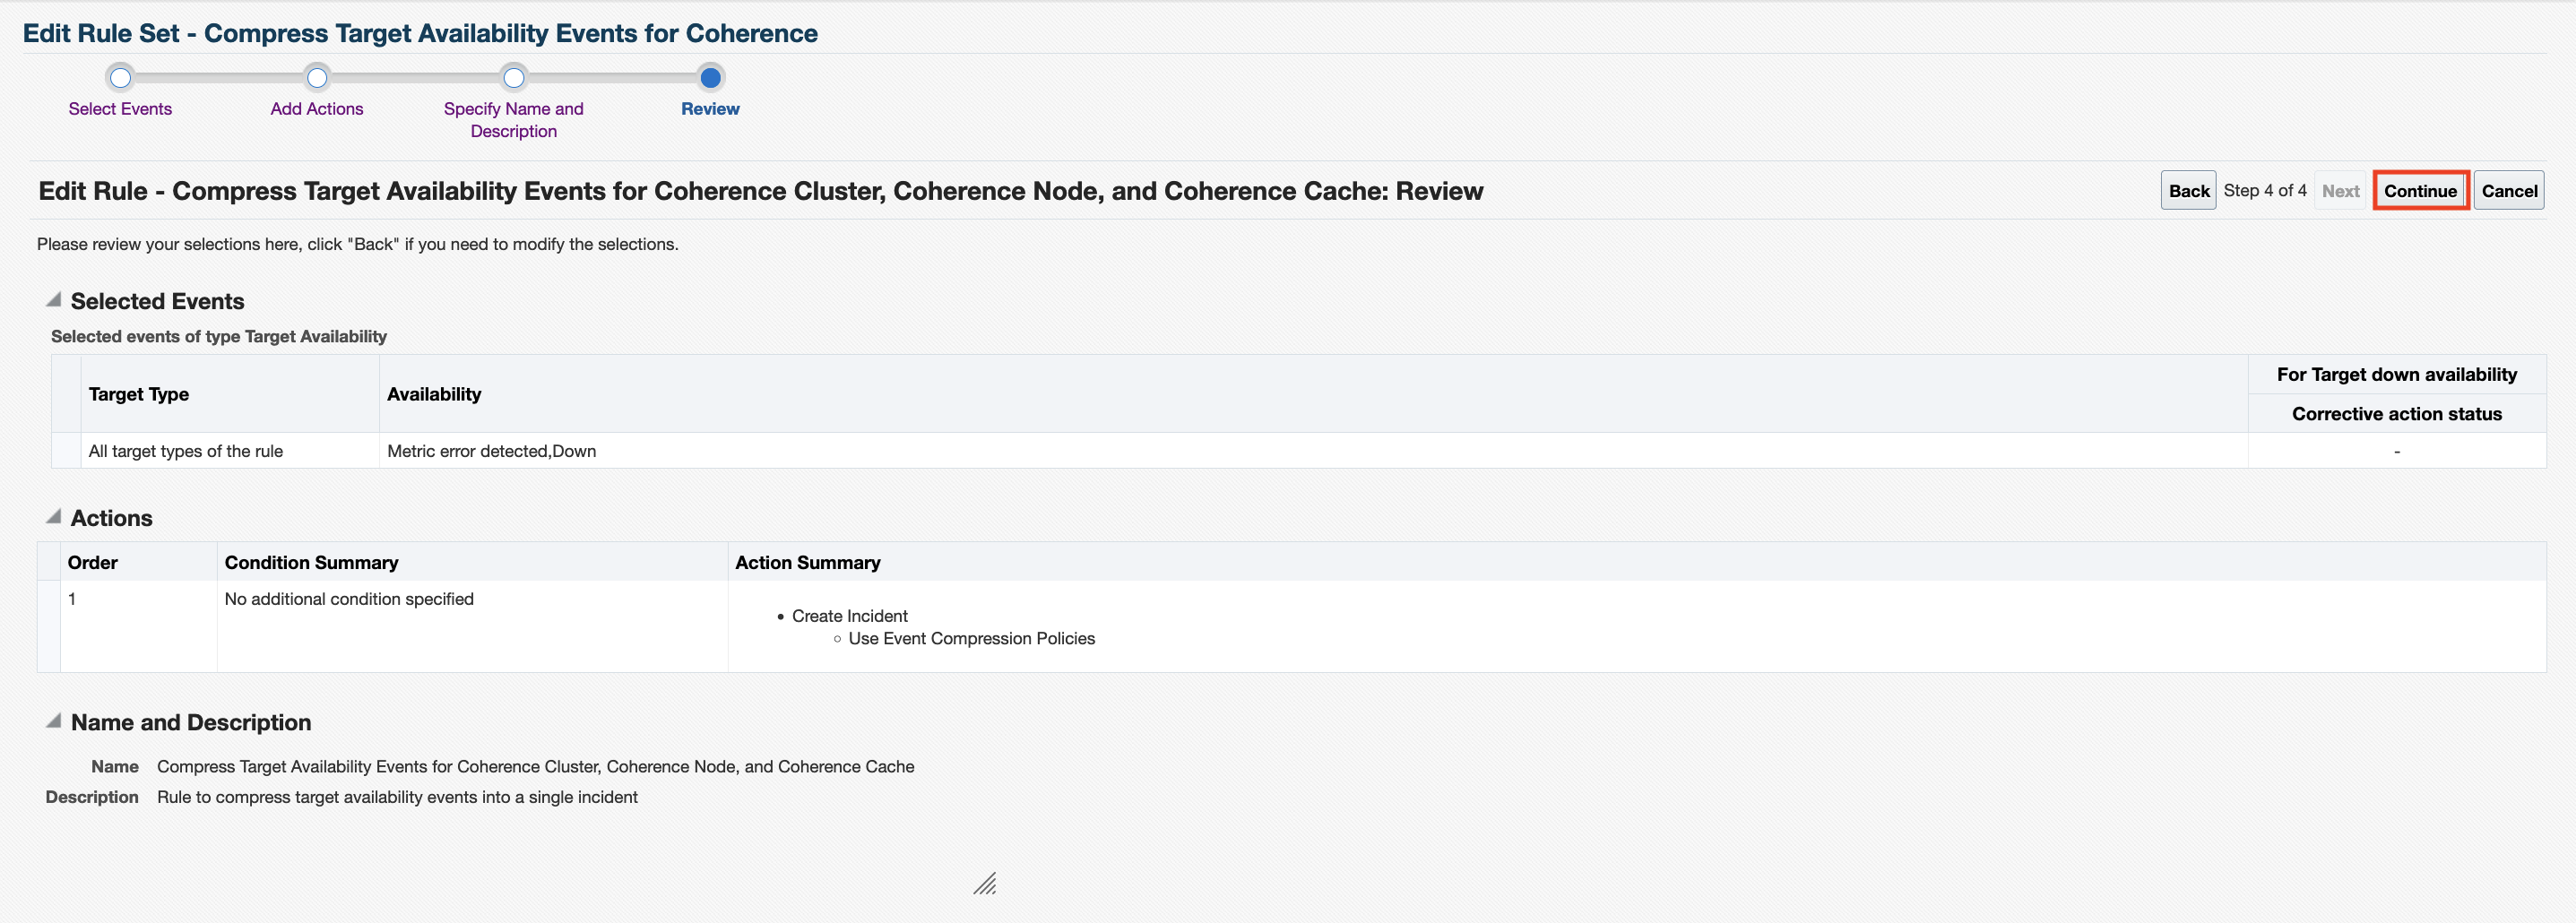 Edit Rule Set - Compress Target Availability Events for Coherence
Select Events
Add Actions
Specify Name and
Description
Review
Edit Rule - Compress Target Availability Events for Coherence Cluster, Coherence Node, and Coherence Cache: Review
Back Step 4 of 4 Next Continue Cancel
Please review your selections here, click "Back" if you need to modify the selections.
Selected Events
Selected events of type Target Availability
Target Type Availability For Target down availability
Corrective action status
All target types of the rule Metric error detected,Down -
Actions
Order Condition Summary Action Summary
1 No additional condition specified
• Create Incident
◦ Use Event Compression Policies
Name and Description
Name Compress Target Availability Events for Coherence Cluster, Coherence Node, and Coherence Cache
Description Rule to compress target availability events into a single incident